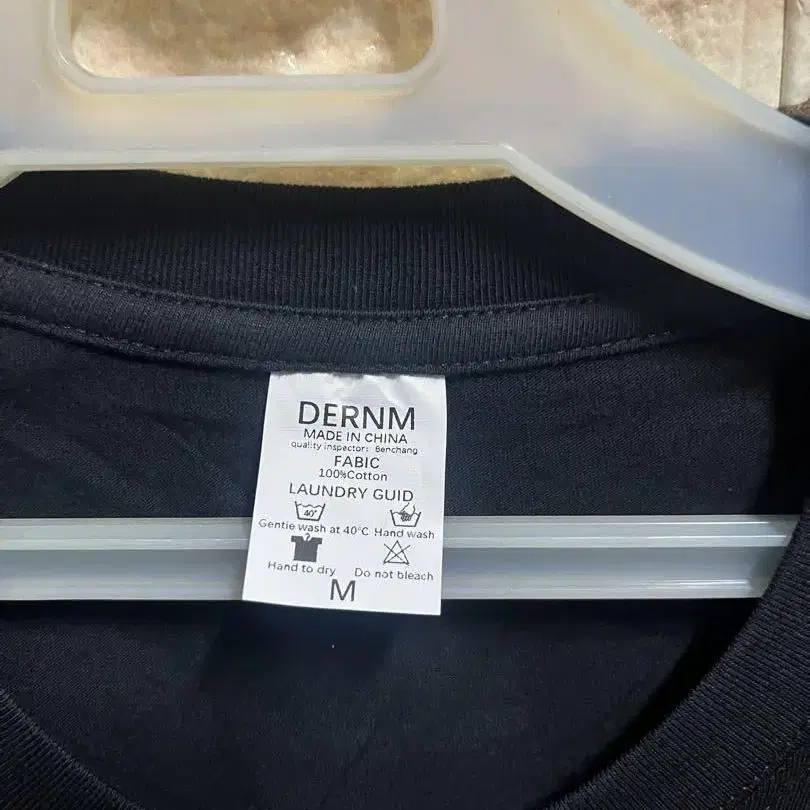 DERNM
MADE IN CHINA
quality inspector: Benchang
FABIC
100%Cotton
LAUNDRY GUID
40°
Gentie wash at 40°C Hand wash
Hand to dry Do not bleach
M